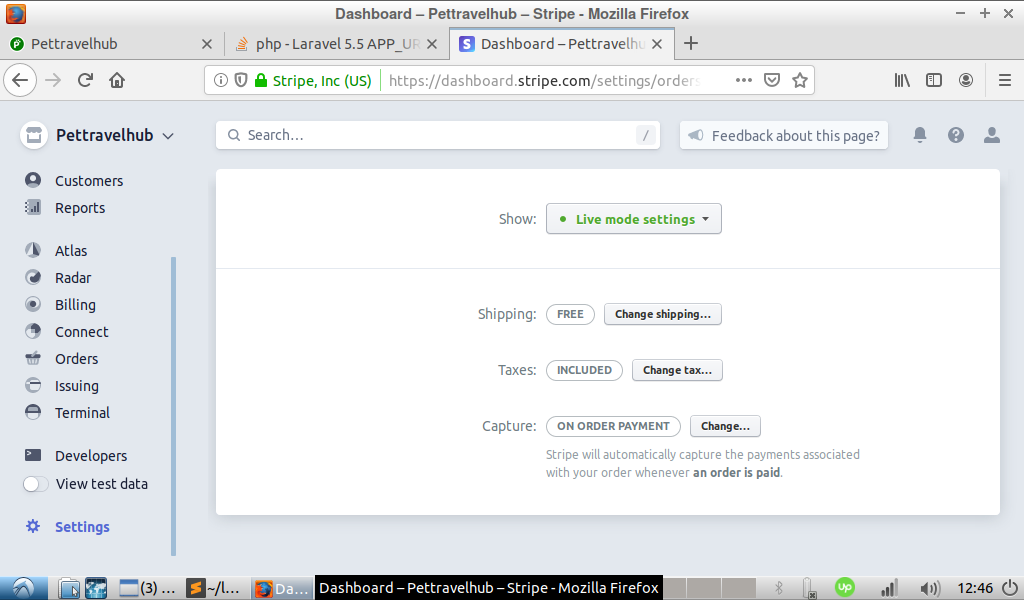 Dashboard – Pettravelhub – Stripe - Mozilla Firefox
Pettravelhub
php - Laravel 5.5 APP_UR
Dashboard – Pettravelhu
Stripe, Inc (US)
https://dashboard.stripe.com/settings/orders
Pettravelhub
Search...
/
Feedback about this page?
Customers
Reports
Atlas
Radar
Billing
Connect
Orders
Issuing
Terminal
Developers
View test data
Settings
Show:
Live mode settings
Shipping:
FREE
Change shipping...
Taxes:
INCLUDED
Change tax...
Capture:
ON ORDER PAYMENT
Change...
Stripe will automatically capture the payments associated
with your order whenever an order is paid.
(3) ...
~/l...
Da...
Dashboard – Pettravelhub – Stripe - Mozilla Firefox
up
12:46